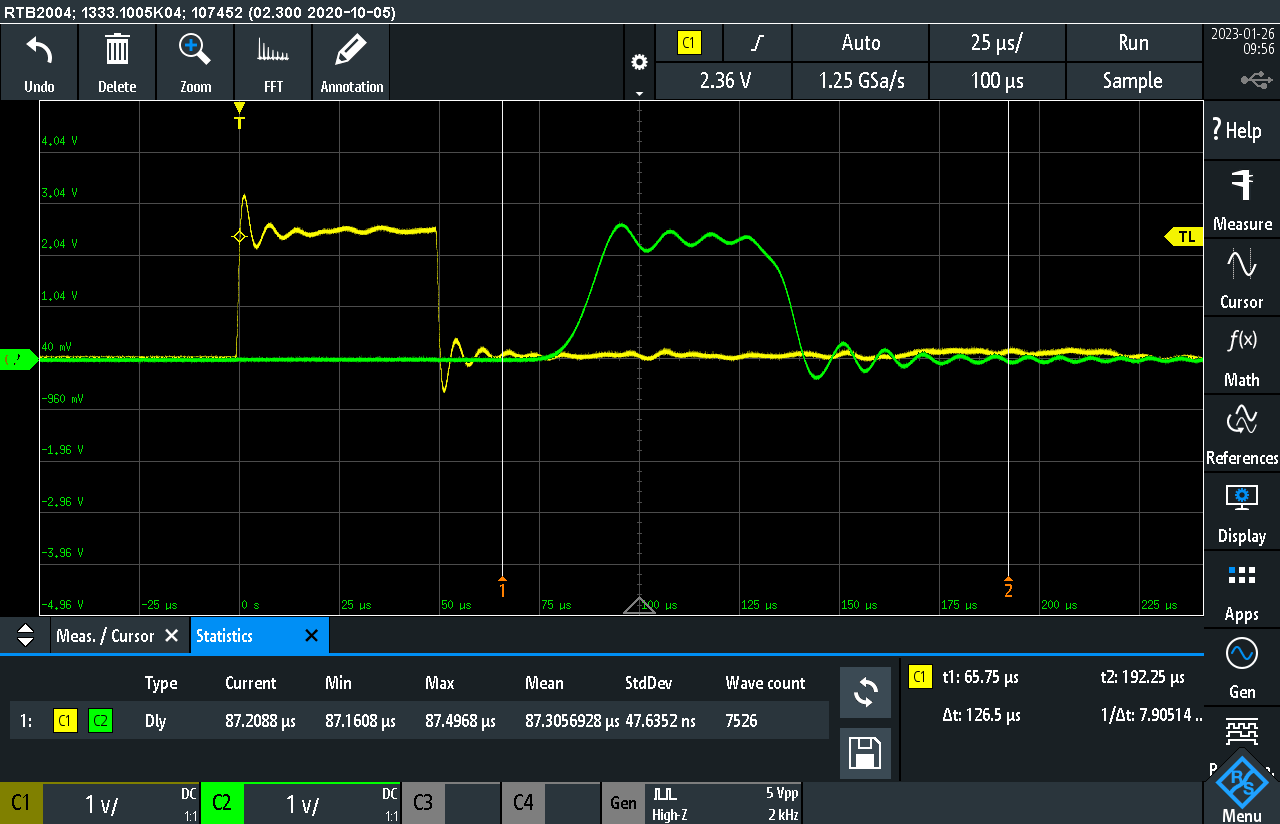 RTB2004; 1333.1005K04; 107452 (02.300 2020-10-05)
Undo
Delete
Zoom
FFT
Annotation
C1
Auto
25 µs/
Run
2.36 V
1.25 GSa/s
100 µs
Sample
2023-01-26
09:56
? Help
Measure
Cursor
f(x)
Math
References
Display
Apps
Gen
Menu
T
TL
4.04 V
3.04 V
2.04 V
1.04 V
40 mV
-960 mV
-1.96 V
-2.96 V
-3.96 V
-4.96 V
-25 µs
0 s
25 µs
50 µs
75 µs
100 µs
125 µs
150 µs
175 µs
200 µs
225 µs
1
2
Meas. / Cursor
Statistics
Type Current Min Max Mean StdDev Wave count
1: C1 C2 Dly 87.2088 µs 87.1608 µs 87.4968 µs 87.3056928 µs 47.6352 ns 7526
C1 t1: 65.75 µs t2: 192.25 µs
Δt: 126.5 µs 1/Δt: 7.90514 ..
C1 1 V/ DC 1:1
C2 1 V/ DC 1:1
C3
C4
Gen High-Z 5 Vpp 2 kHz
R&S